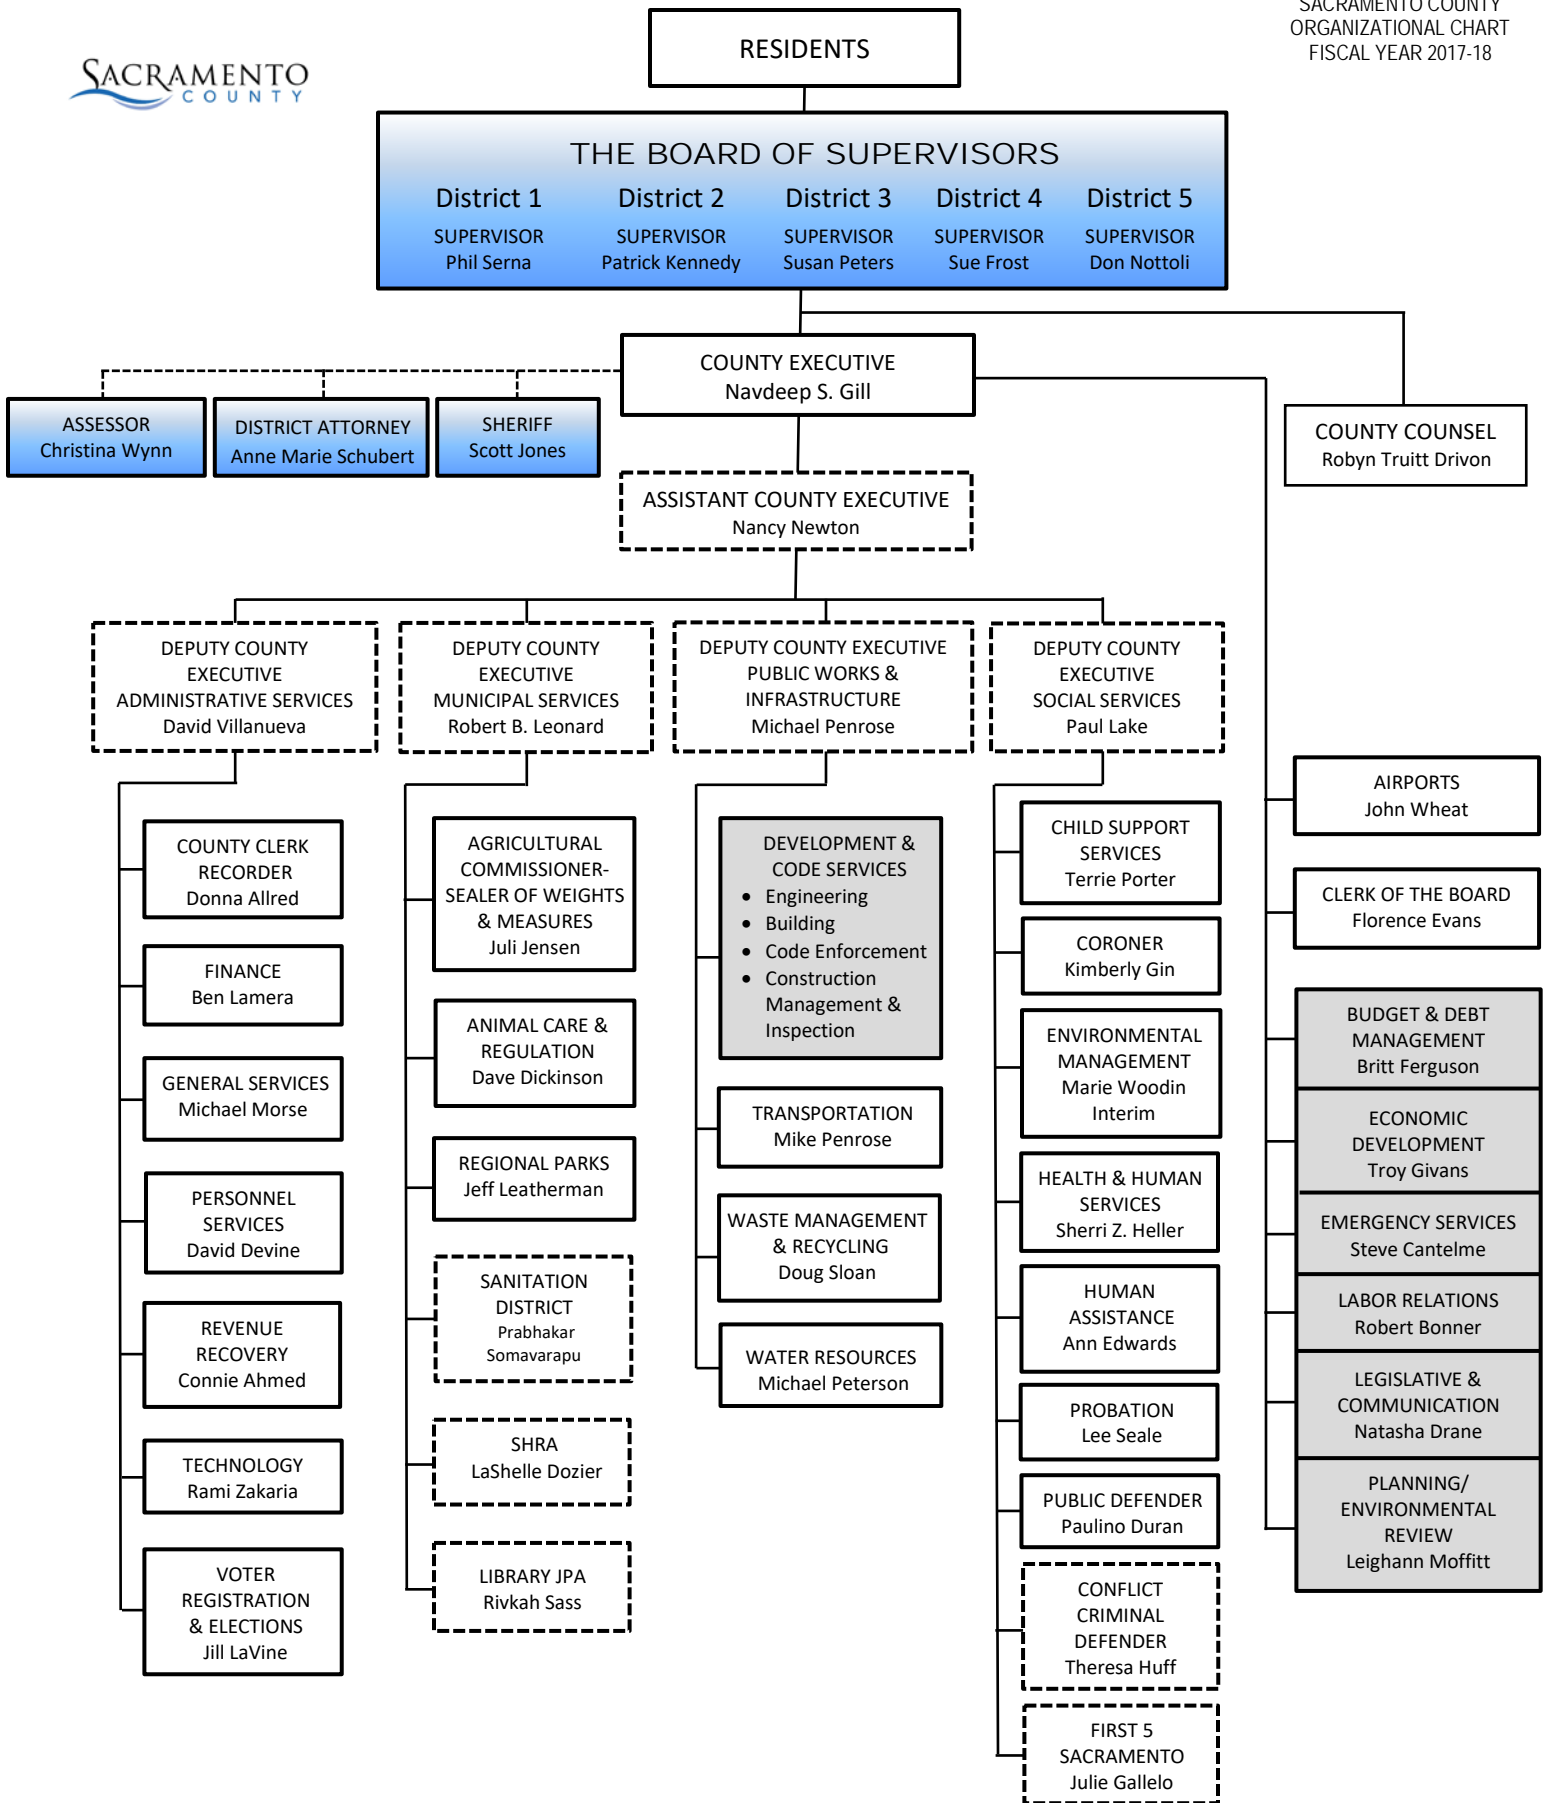 SACRAMENTO COUNTY
ORGANIZATIONAL CHART
FISCAL YEAR 2017-18
SACRAMENTO
COUNTY
RESIDENTS
THE BOARD OF SUPERVISORS
District 1
SUPERVISOR
Phil Serna
District 2
SUPERVISOR
Patrick Kennedy
District 3
SUPERVISOR
Susan Peters
District 4
SUPERVISOR
Sue Frost
District 5
SUPERVISOR
Don Nottoli
COUNTY EXECUTIVE
Navdeep S. Gill
ASSESSOR
Christina Wynn
DISTRICT ATTORNEY
Anne Marie Schubert
SHERIFF
Scott Jones
COUNTY COUNSEL
Robyn Truitt Drivon
ASSISTANT COUNTY EXECUTIVE
Nancy Newton
DEPUTY COUNTY
EXECUTIVE
ADMINISTRATIVE SERVICES
David Villanueva
COUNTY CLERK
RECORDER
Donna Allred
FINANCE
Ben Lamera
GENERAL SERVICES
Michael Morse
PERSONNEL
SERVICES
David Devine
REVENUE
RECOVERY
Connie Ahmed
TECHNOLOGY
Rami Zakaria
VOTER
REGISTRATION
& ELECTIONS
Jill LaVine
DEPUTY COUNTY
EXECUTIVE
MUNICIPAL SERVICES
Robert B. Leonard
AGRICULTURAL
COMMISSIONER-
SEALER OF WEIGHTS
& MEASURES
Juli Jensen
ANIMAL CARE &
REGULATION
Dave Dickinson
REGIONAL PARKS
Jeff Leatherman
SANITATION
DISTRICT
Prabhakar
Somavarapu
SHRA
LaShelle Dozier
LIBRARY JPA
Rivkah Sass
DEPUTY COUNTY EXECUTIVE
PUBLIC WORKS &
INFRASTRUCTURE
Michael Penrose
DEVELOPMENT &
CODE SERVICES
• Engineering
• Building
• Code Enforcement
• Construction
Management &
Inspection
TRANSPORTATION
Mike Penrose
WASTE MANAGEMENT
& RECYCLING
Doug Sloan
WATER RESOURCES
Michael Peterson
DEPUTY COUNTY
EXECUTIVE
SOCIAL SERVICES
Paul Lake
CHILD SUPPORT
SERVICES
Terrie Porter
CORONER
Kimberly Gin
ENVIRONMENTAL
MANAGEMENT
Marie Woodin
Interim
HEALTH & HUMAN
SERVICES
Sherri Z. Heller
HUMAN
ASSISTANCE
Ann Edwards
PROBATION
Lee Seale
PUBLIC DEFENDER
Paulino Duran
CONFLICT
CRIMINAL
DEFENDER
Theresa Huff
FIRST 5
SACRAMENTO
Julie Gallelo
AIRPORTS
John Wheat
CLERK OF THE BOARD
Florence Evans
BUDGET & DEBT
MANAGEMENT
Britt Ferguson
ECONOMIC
DEVELOPMENT
Troy Givans
EMERGENCY SERVICES
Steve Cantelme
LABOR RELATIONS
Robert Bonner
LEGISLATIVE &
COMMUNICATION
Natasha Drane
PLANNING/
ENVIRONMENTAL
REVIEW
Leighann Moffitt